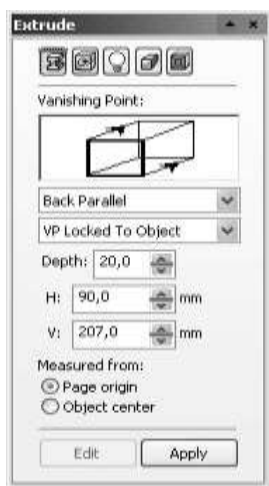 Extrude
Vanishing Point:
Back Parallel
VP Locked To Object
Depth: 20,0
H: 90,0 mm
V: 207,0 mm
Measured from:
Page origin
Object center
Edit Apply